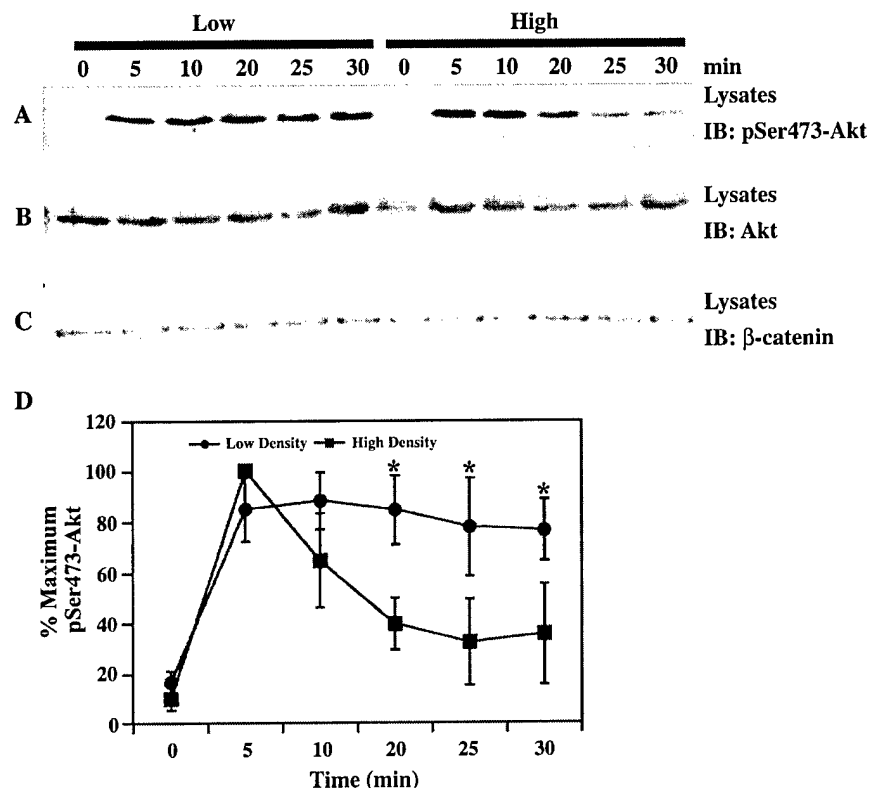 Low High
0 5 10 20 25 30 0 5 10 20 25 30 min
A
Lysates
IB: pSer473-Akt
B
Lysates
IB: Akt
C
Lysates
IB: β-catenin
D
120
100
80
60
40
20
0
% Maximum
pSer473-Akt
Low Density High Density
* * *
0 5 10 20 25 30
Time (min)